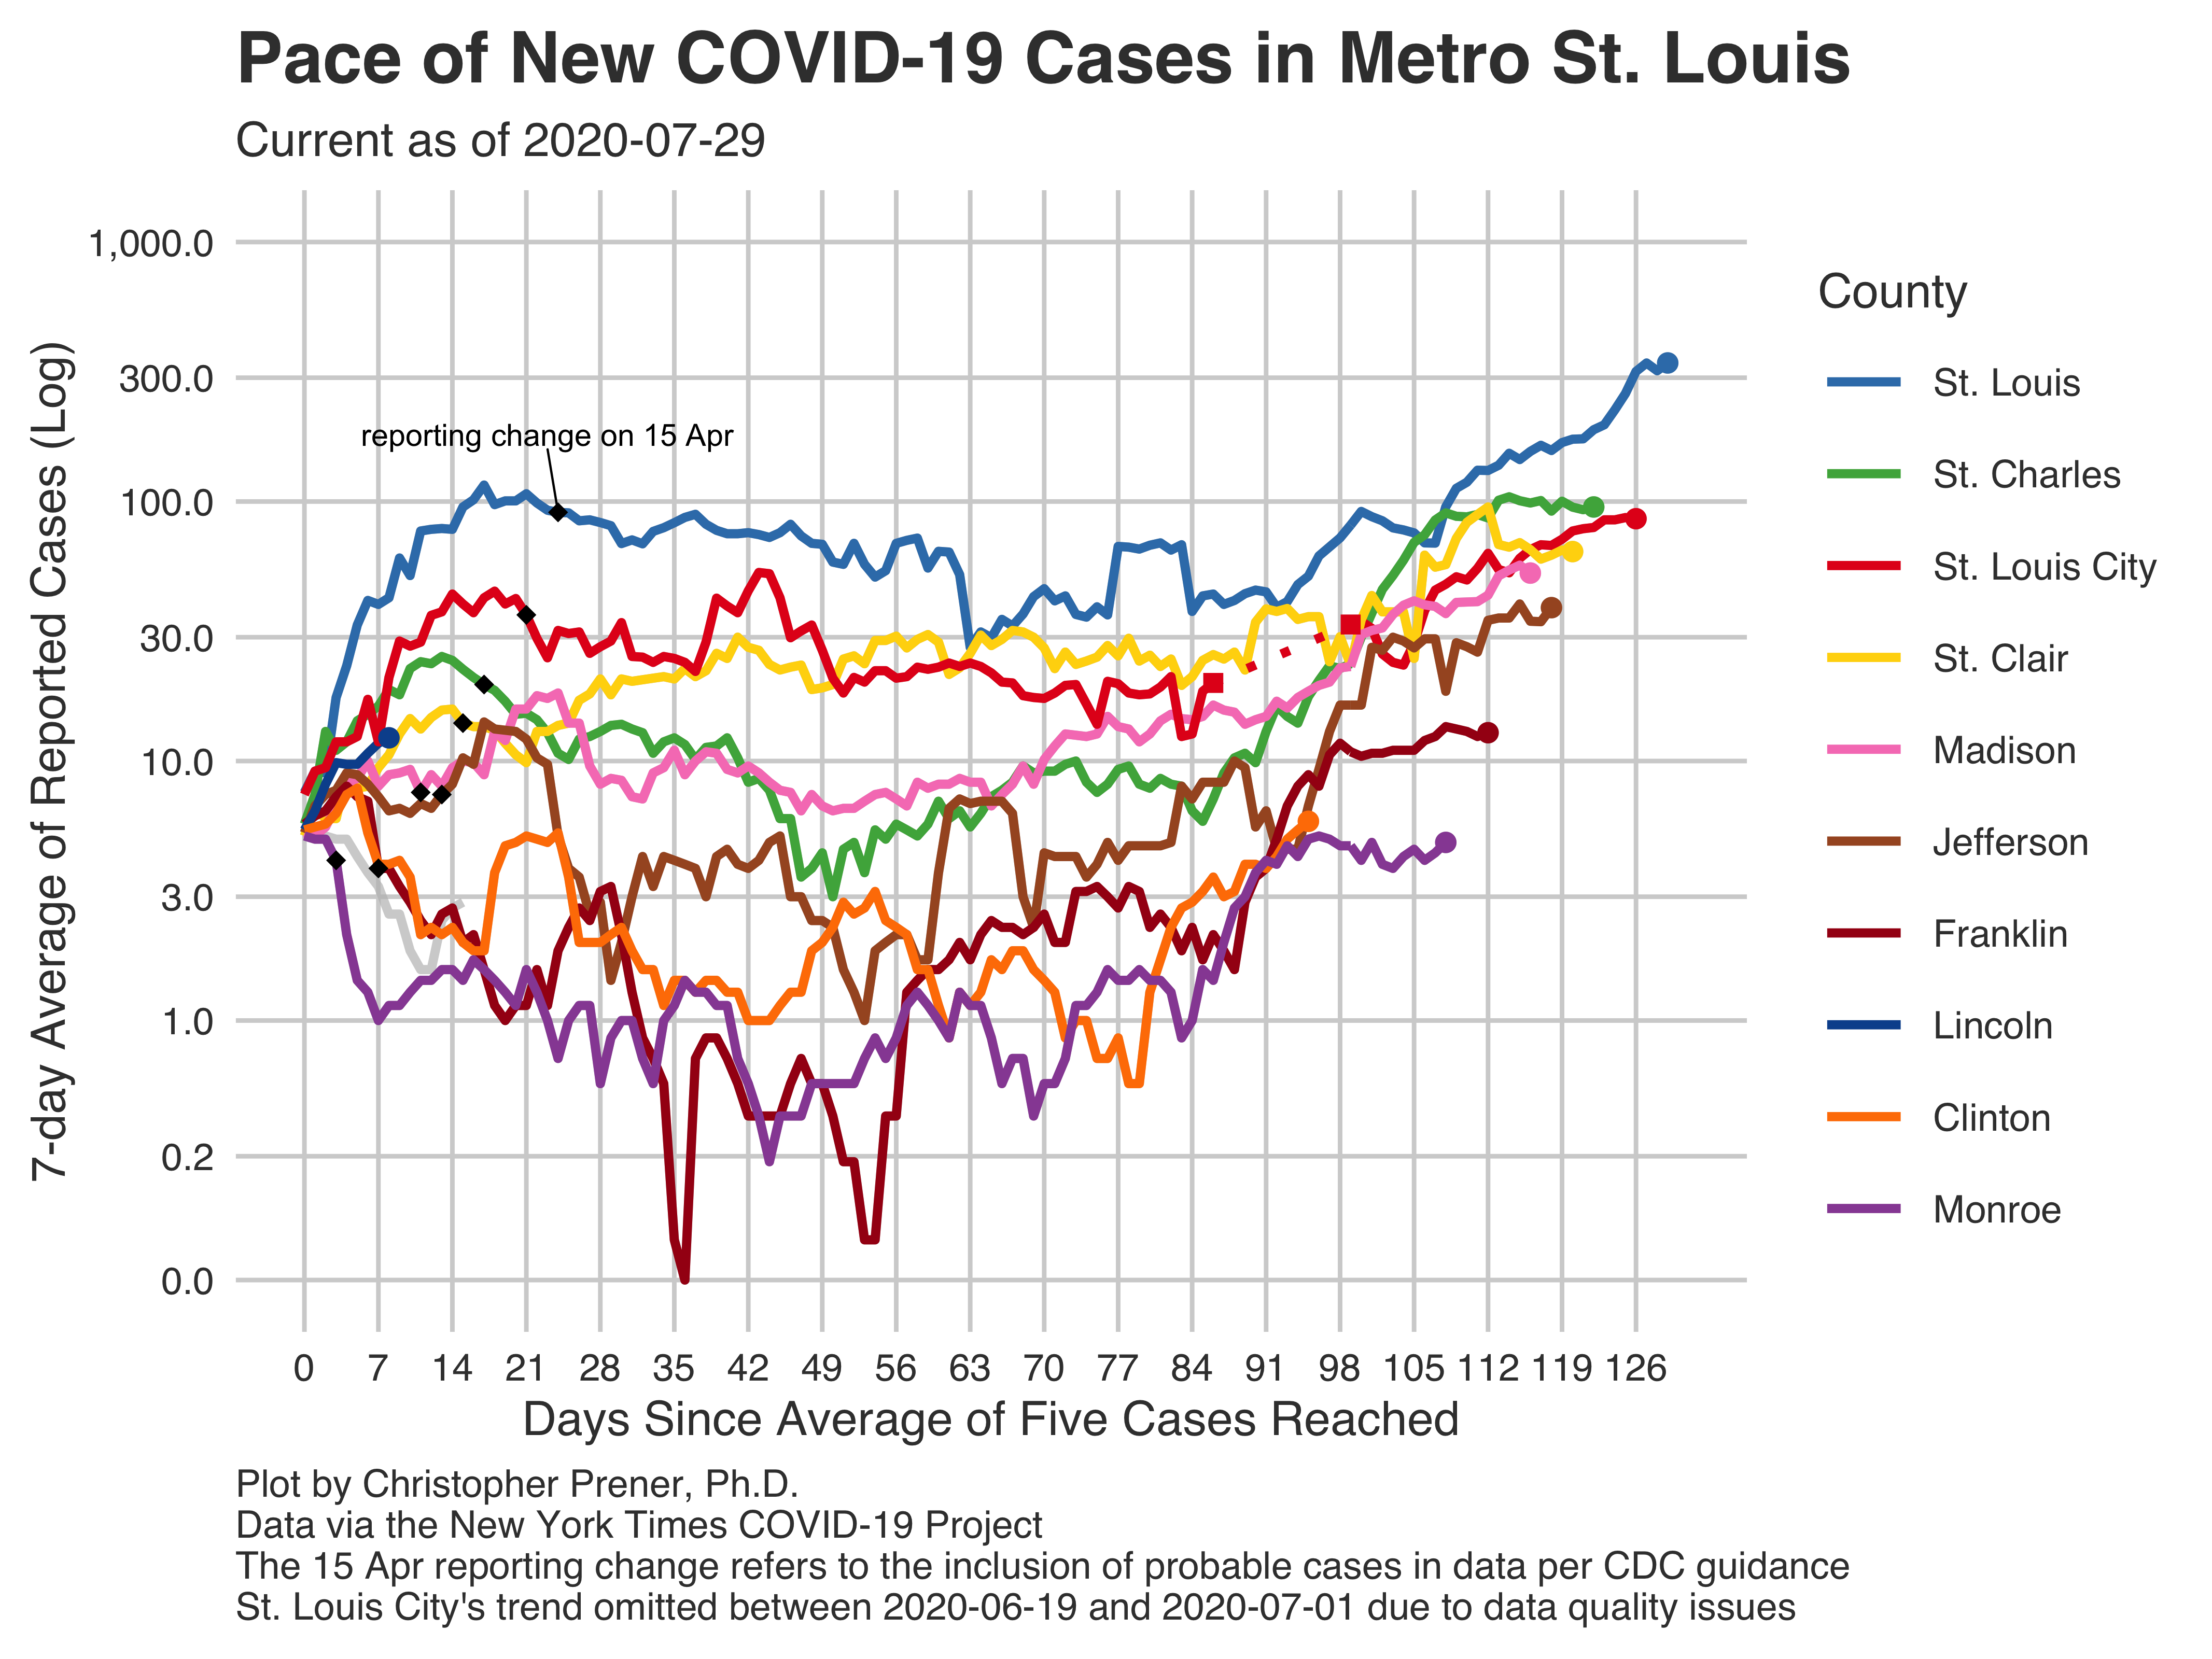 Pace of New COVID-19 Cases in Metro St. Louis
Current as of 2020-07-29
7-day Average of Reported Cases (Log)
1,000.0
300.0
100.0
30.0
10.0
3.0
1.0
0.2
0.0
reporting change on 15 Apr
0 7 14 21 28 35 42 49 56 63 70 77 84 91 98 105 112 119 126
Days Since Average of Five Cases Reached
County
St. Louis
St. Charles
St. Louis City
St. Clair
Madison
Jefferson
Franklin
Lincoln
Clinton
Monroe
Plot by Christopher Prener, Ph.D.
Data via the New York Times COVID-19 Project
The 15 Apr reporting change refers to the inclusion of probable cases in data per CDC guidance
St. Louis City's trend omitted between 2020-06-19 and 2020-07-01 due to data quality issues